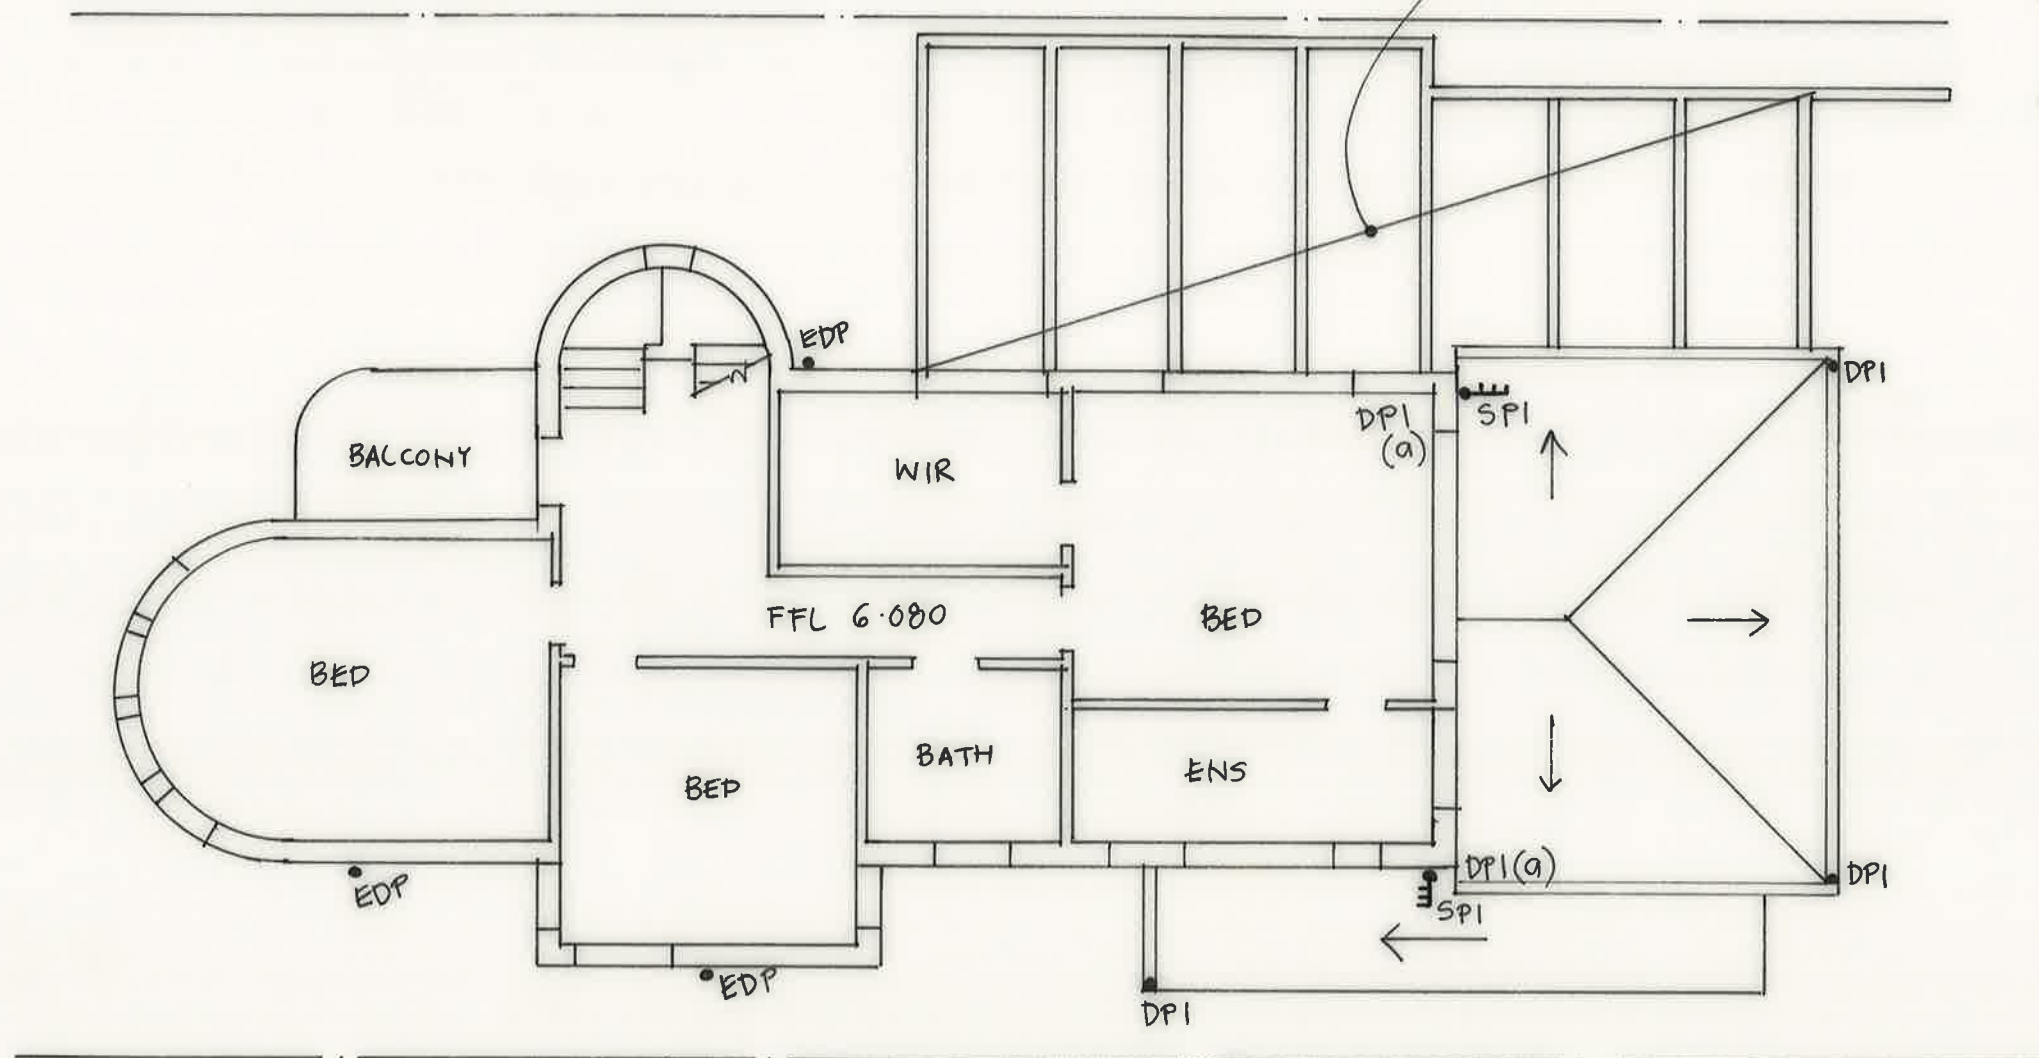 EDP
DP1
DP1
(a)
SP1
BALCONY
WIR
FFL 6.080
BED
BED
BATH
ENS
BED
DP1(a)
DP1
EDP
SP1
EDP
DP1